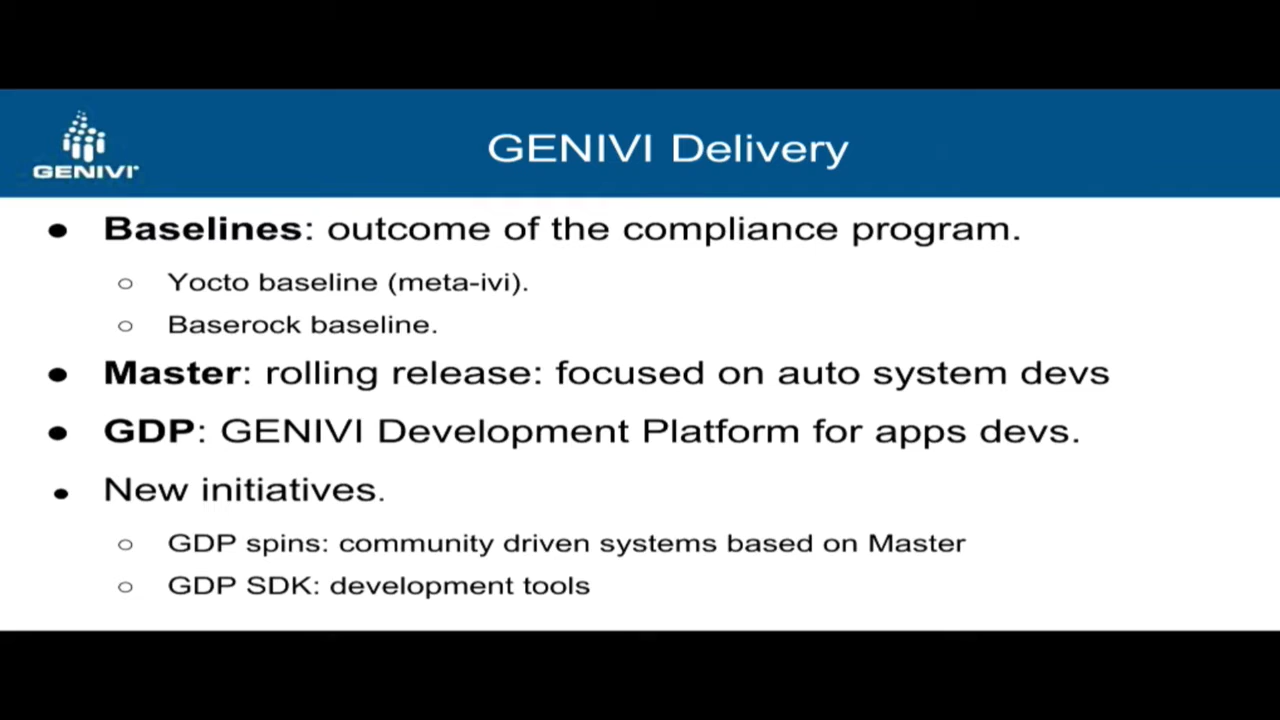 GENIVI
GENIVI Delivery
● Baselines: outcome of the compliance program.
○ Yocto baseline (meta-ivi).
○ Baserock baseline.
● Master: rolling release: focused on auto system devs
● GDP: GENIVI Development Platform for apps devs.
● New initiatives.
○ GDP spins: community driven systems based on Master
○ GDP SDK: development tools